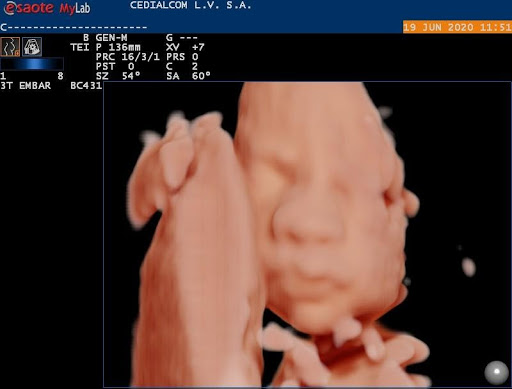 esaote MyLab
CEDIALCOM L.V. S.A.
C----------------------
19 JUN 2020 11:51
B GEN-M G ---
TEI P 136mm XV +7
PRC 16/3/1 PRS 0
PST 0 C 2
1 8 SZ 54° SA 60°
3T EMBAR BC431